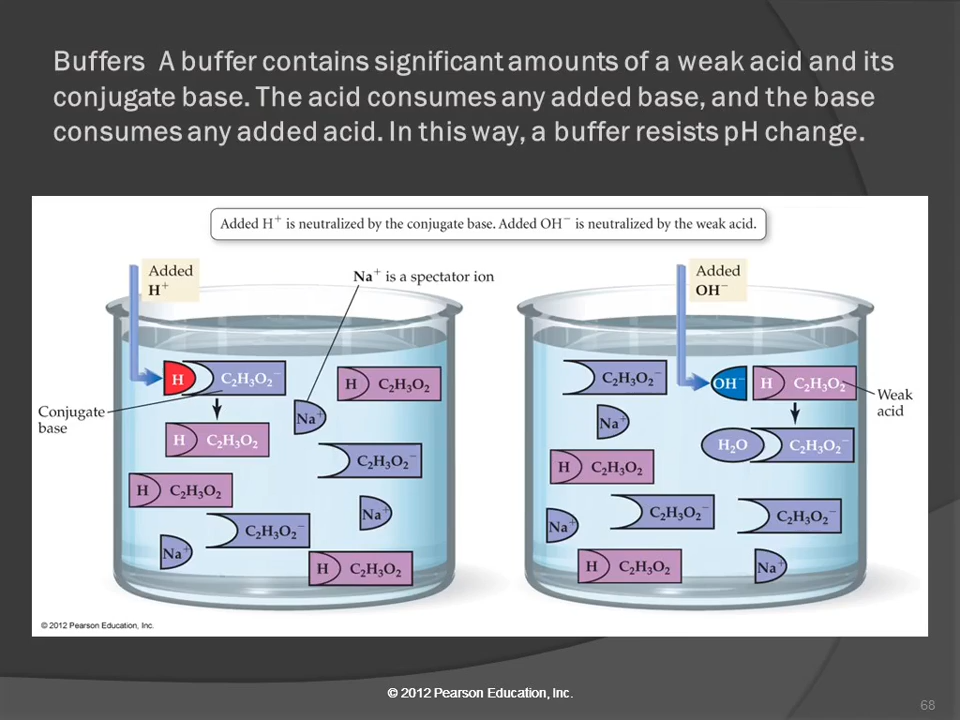 Buffers  A buffer contains significant amounts of a weak acid and its
conjugate base. The acid consumes any added base, and the base
consumes any added acid. In this way, a buffer resists pH change.
Added H⁺ is neutralized by the conjugate base. Added OH⁻ is neutralized by the weak acid.
Added
H⁺
Na⁺ is a spectator ion
H
C₂H₃O₂⁻
H C₂H₃O₂
Conjugate
base
Na⁺
H C₂H₃O₂
C₂H₃O₂⁻
H C₂H₃O₂
Na⁺
C₂H₃O₂⁻
Na⁺
H C₂H₃O₂
Added
OH⁻
C₂H₃O₂⁻
OH⁻
H C₂H₃O₂
Weak
acid
Na⁺
H₂O
C₂H₃O₂⁻
H C₂H₃O₂
C₂H₃O₂⁻
C₂H₃O₂⁻
Na⁺
H C₂H₃O₂
Na⁺
© 2012 Pearson Education, Inc.
© 2012 Pearson Education, Inc.
68